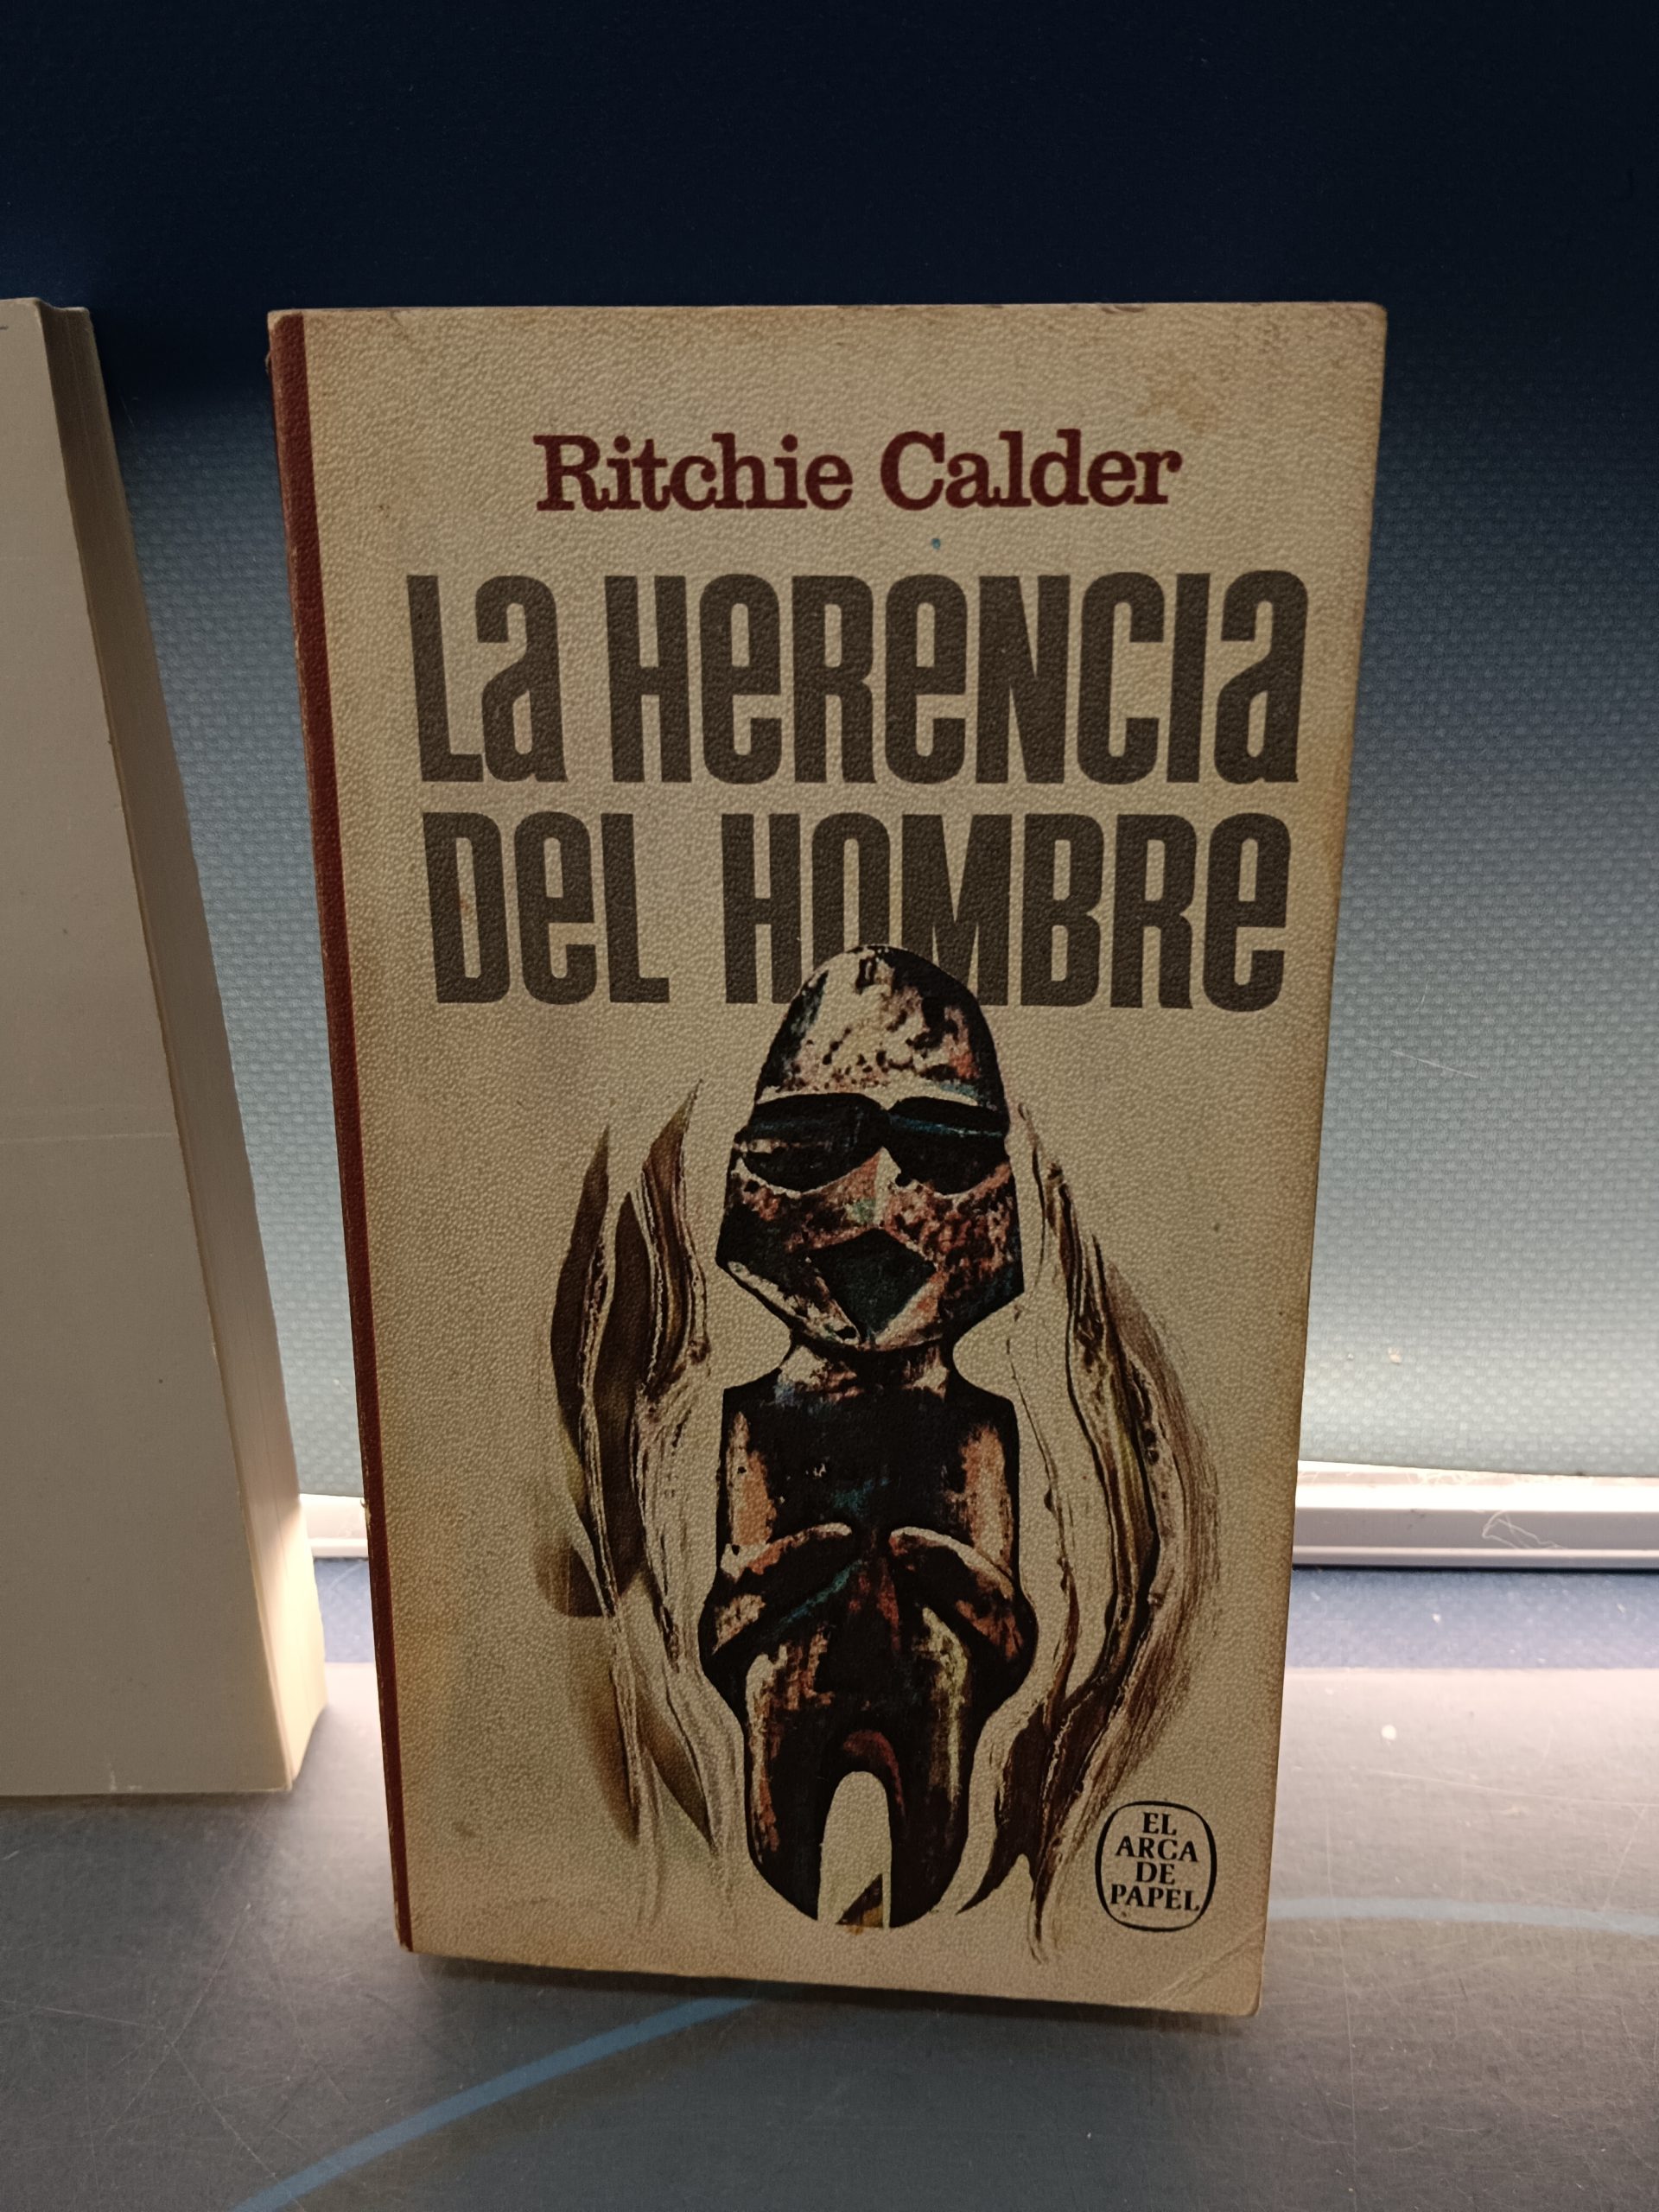 Ritchie Calder
La HeRENCIa
DeL HOMBRe
EL
ARCA
DE
PAPEL